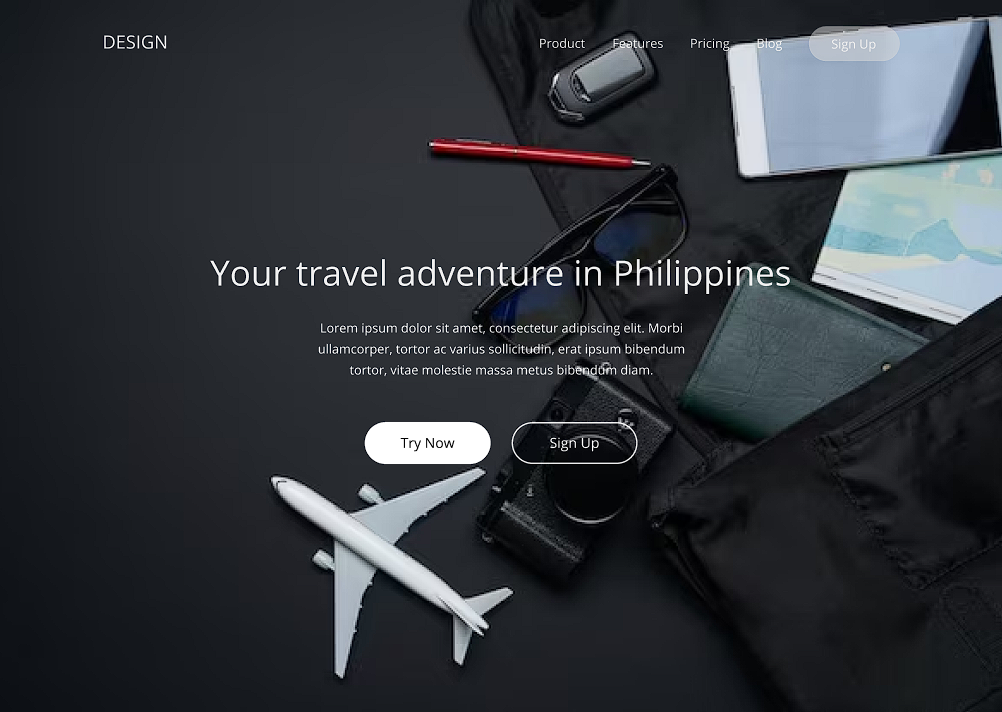 DESIGN
Product Features Pricing Blog Sign Up
Your travel adventure in Philippines
Lorem ipsum dolor sit amet, consectetur adipiscing elit. Morbi
ullamcorper, tortor ac varius sollicitudin, erat ipsum bibendum
tortor, vitae molestie massa metus bibendum diam.
Try Now Sign Up